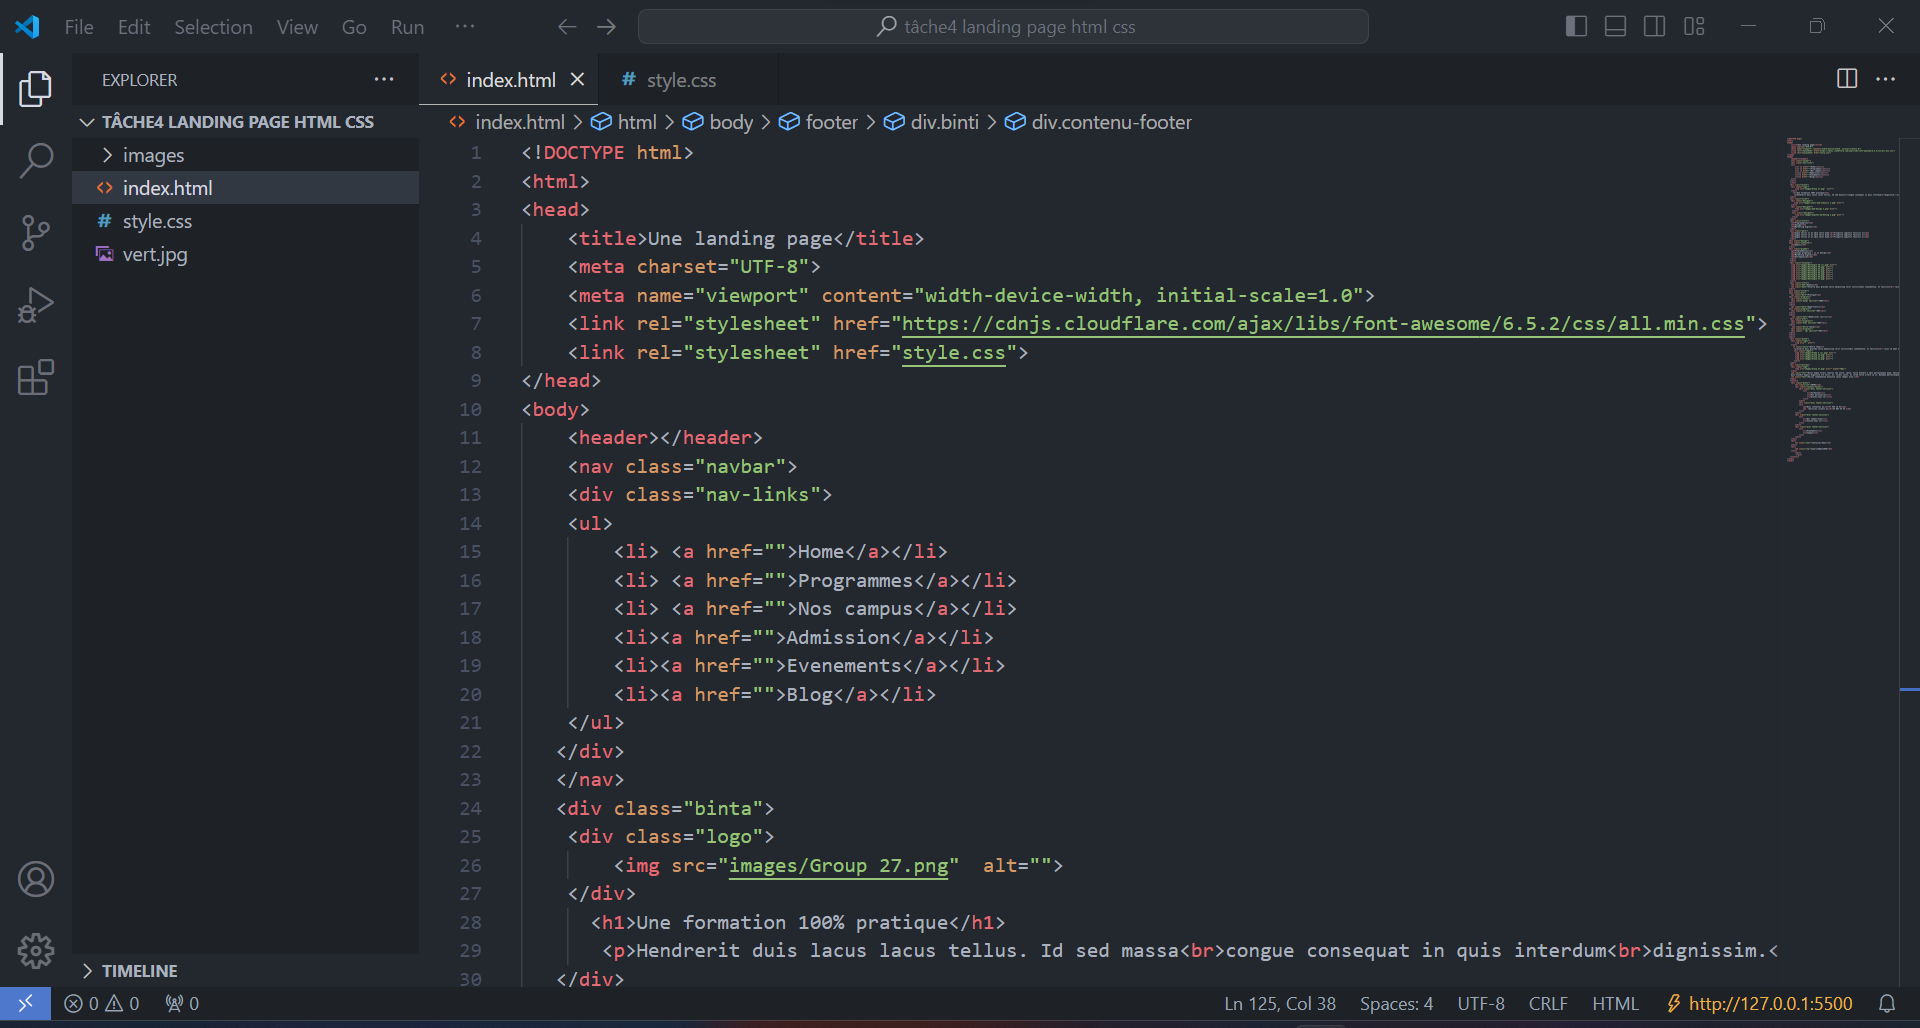 File Edit Selection View Go Run ··· ← → tâche4 landing page html css
EXPLORER ···
TÂCHE4 LANDING PAGE HTML CSS
images
<> index.html
# style.css
vert.jpg
TIMELINE
<> index.html × # style.css ···
<> index.html > html > body > footer > div.binti > div.contenu-footer
1 <!DOCTYPE html>
2 <html>
3 <head>
4 <title>Une landing page</title>
5 <meta charset="UTF-8">
6 <meta name="viewport" content="width-device-width, initial-scale=1.0">
7 <link rel="stylesheet" href="https://cdnjs.cloudflare.com/ajax/libs/font-awesome/6.5.2/css/all.min.css">
8 <link rel="stylesheet" href="style.css">
9 </head>
10 <body>
11 <header></header>
12 <nav class="navbar">
13 <div class="nav-links">
14 <ul>
15 <li> <a href="">Home</a></li>
16 <li> <a href="">Programmes</a></li>
17 <li> <a href="">Nos campus</a></li>
18 <li><a href="">Admission</a></li>
19 <li><a href="">Evenements</a></li>
20 <li><a href="">Blog</a></li>
21 </ul>
22 </div>
23 </nav>
24 <div class="binta">
25 <div class="logo">
26 <img src="images/Group 27.png"  alt="">
27 </div>
28 <h1>Une formation 100% pratique</h1>
29 <p>Hendrerit duis lacus lacus tellus. Id sed massa<br>congue consequat in quis interdum<br>dignissim.<
30 </div>
0 0 0 Ln 125, Col 38 Spaces: 4 UTF-8 CRLF HTML http://127.0.0.1:5500